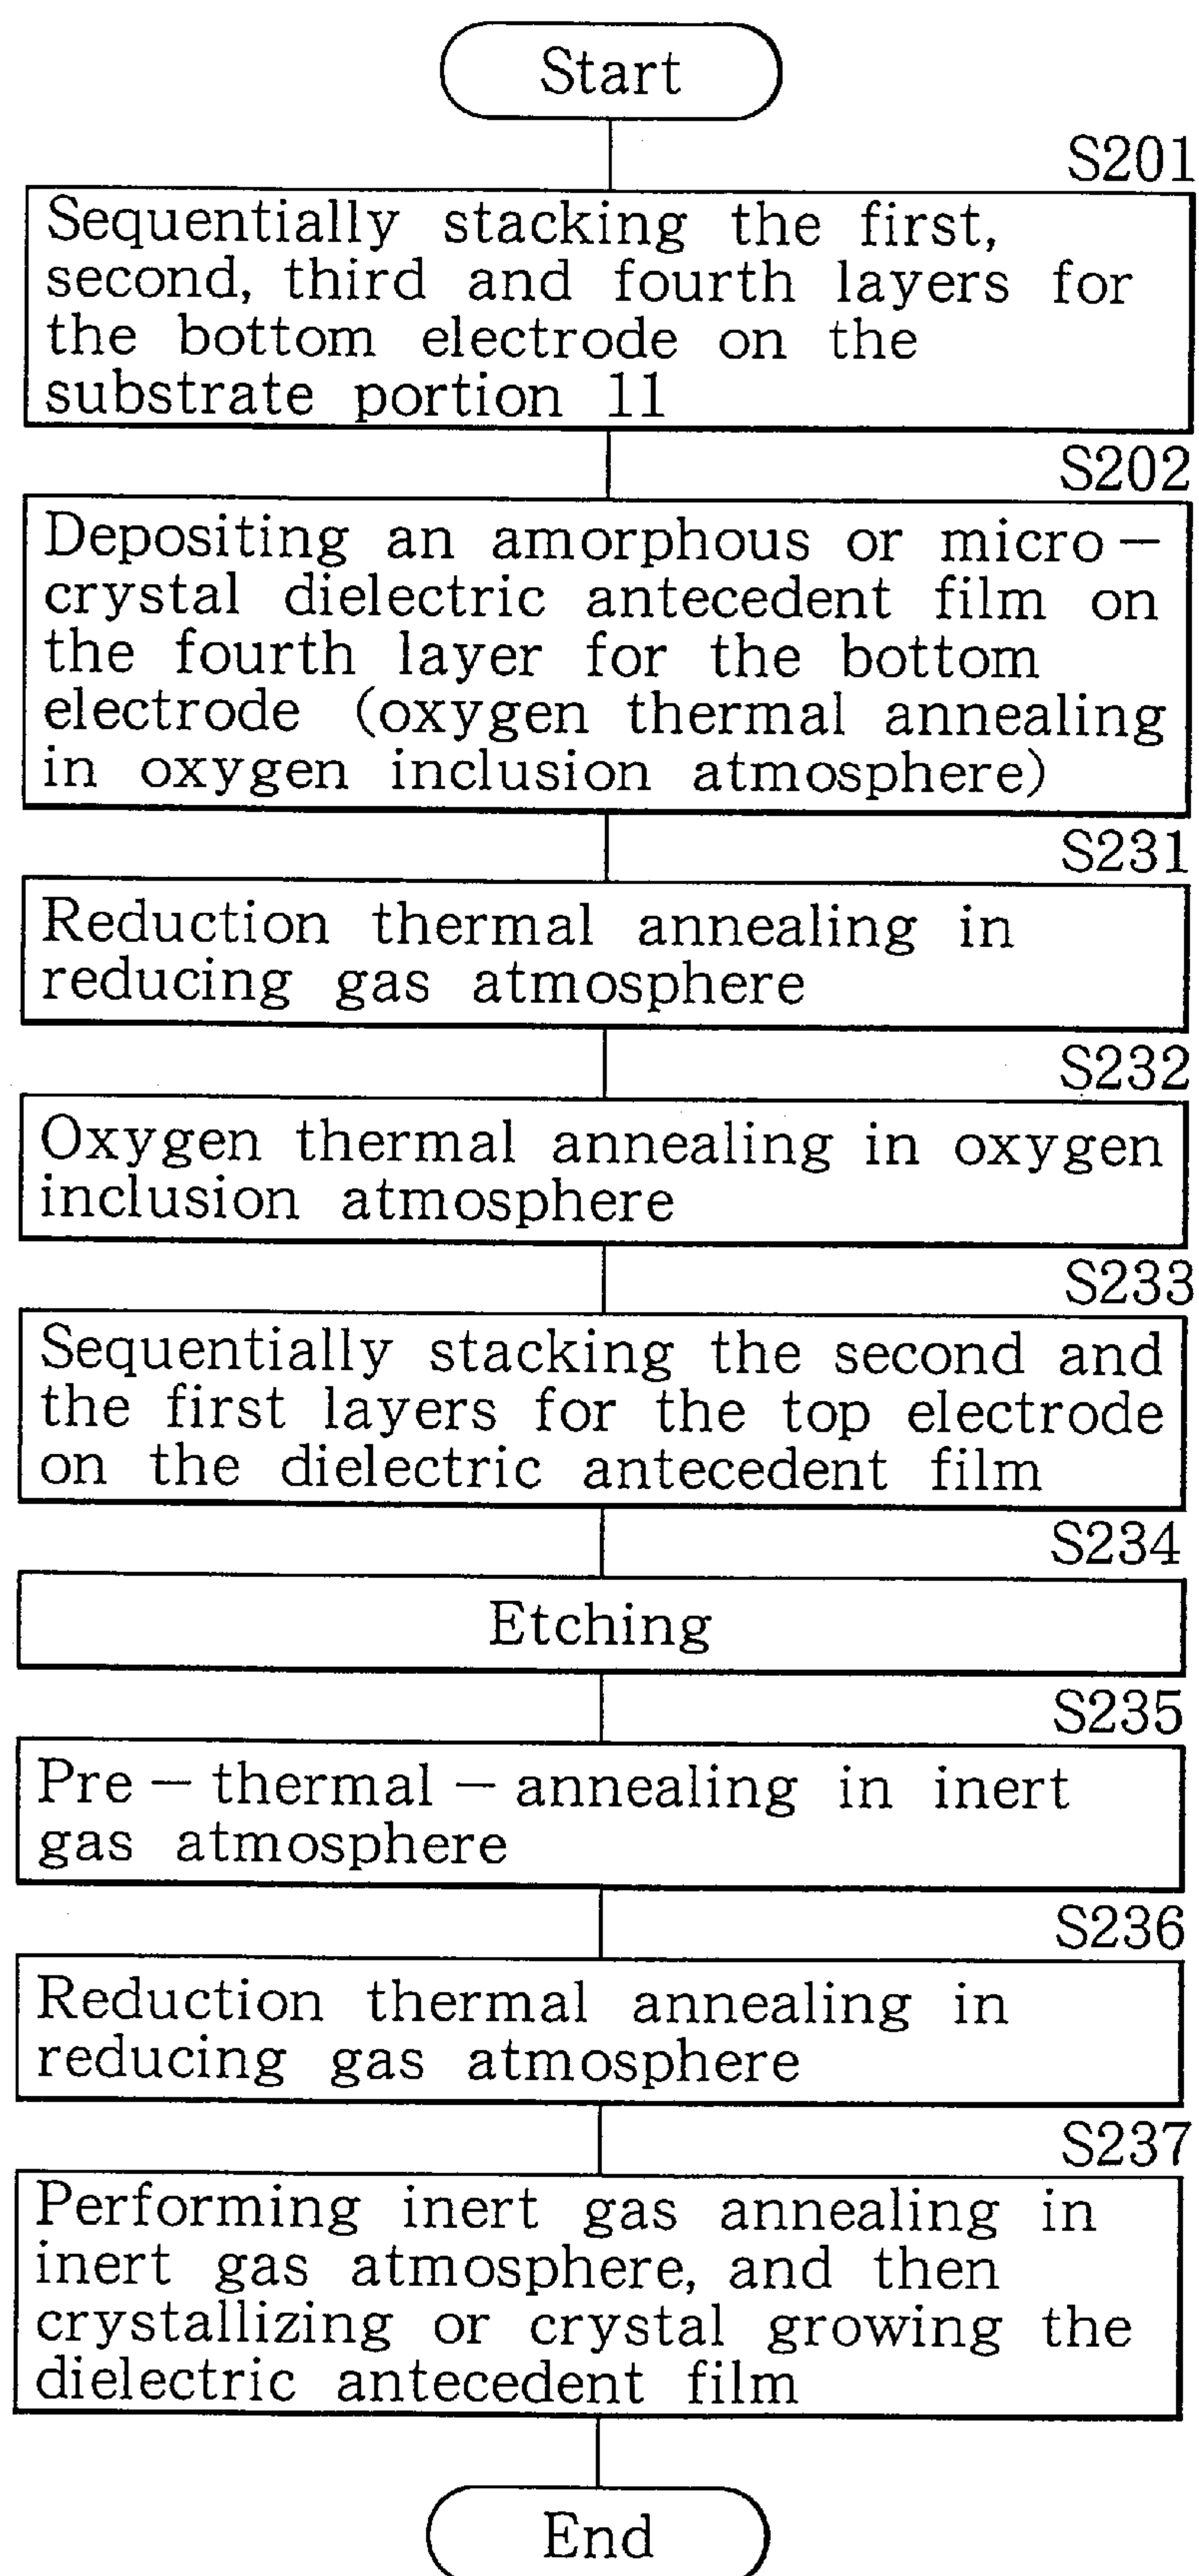 Start
S201
Sequentially stacking the first,
second, third and fourth layers for
the bottom electrode on the
substrate portion 11
S202
Depositing an amorphous or micro-
crystal dielectric antecedent film on
the fourth layer for the bottom
electrode (oxygen thermal annealing
in oxygen inclusion atmosphere)
S231
Reduction thermal annealing in
reducing gas atmosphere
S232
Oxygen thermal annealing in oxygen
inclusion atmosphere
S233
Sequentially stacking the second and
the first layers for the top electrode
on the dielectric antecedent film
S234
Etching
S235
Pre-thermal-annealing in inert
gas atmosphere
S236
Reduction thermal annealing in
reducing gas atmosphere
S237
Performing inert gas annealing in
inert gas atmosphere, and then
crystallizing or crystal growing the
dielectric antecedent film
End